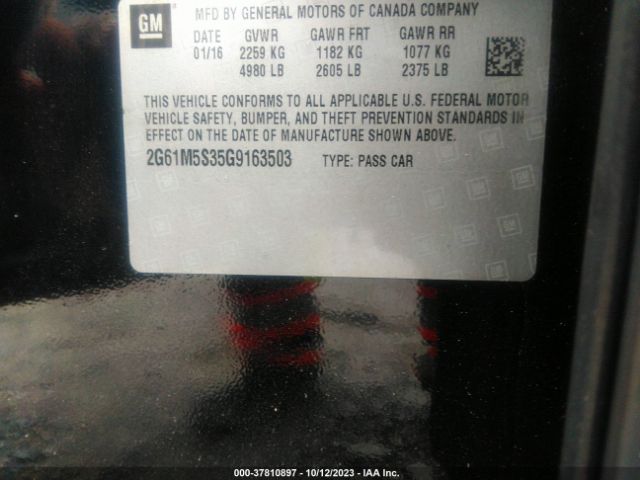 GM
MFD BY GENERAL MOTORS OF CANADA COMPANY
DATE GVWR GAWR FRT GAWR RR
01/16 2259 KG 1182 KG 1077 KG
4980 LB 2605 LB 2375 LB
THIS VEHICLE CONFORMS TO ALL APPLICABLE U.S. FEDERAL MOTOR
VEHICLE SAFETY, BUMPER, AND THEFT PREVENTION STANDARDS IN
EFFECT ON THE DATE OF MANUFACTURE SHOWN ABOVE.
2G61M5S35G9163503 TYPE: PASS CAR
000-37810897 - 10/12/2023 - IAA Inc.